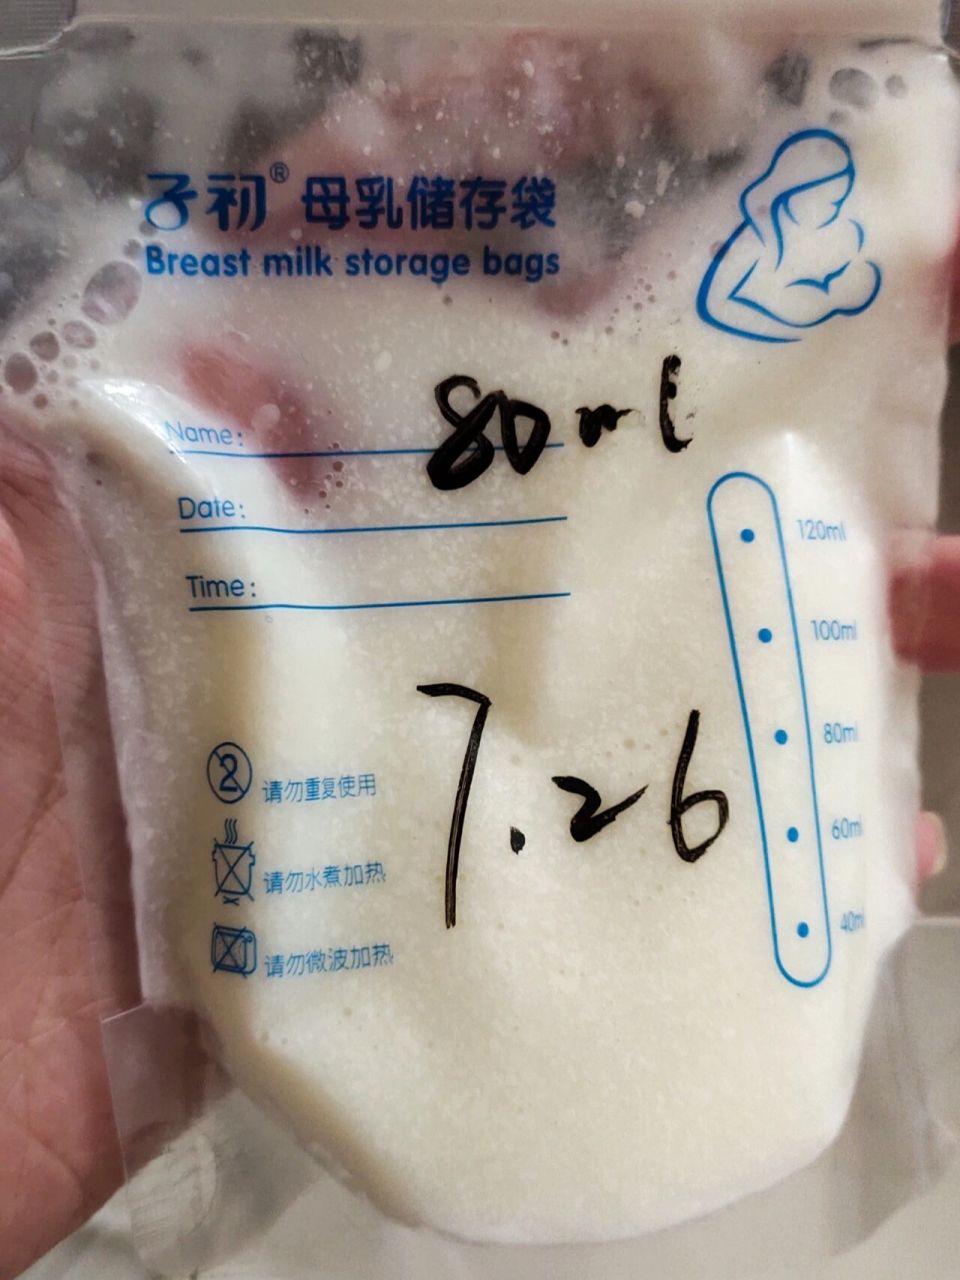 子初® 母乳储存袋
Breast milk storage bags
80ml
Name:
Date:
Time:
120ml
100ml
80ml
60ml
40ml
7.26
2 请勿重复使用
请勿水煮加热
请勿微波加热